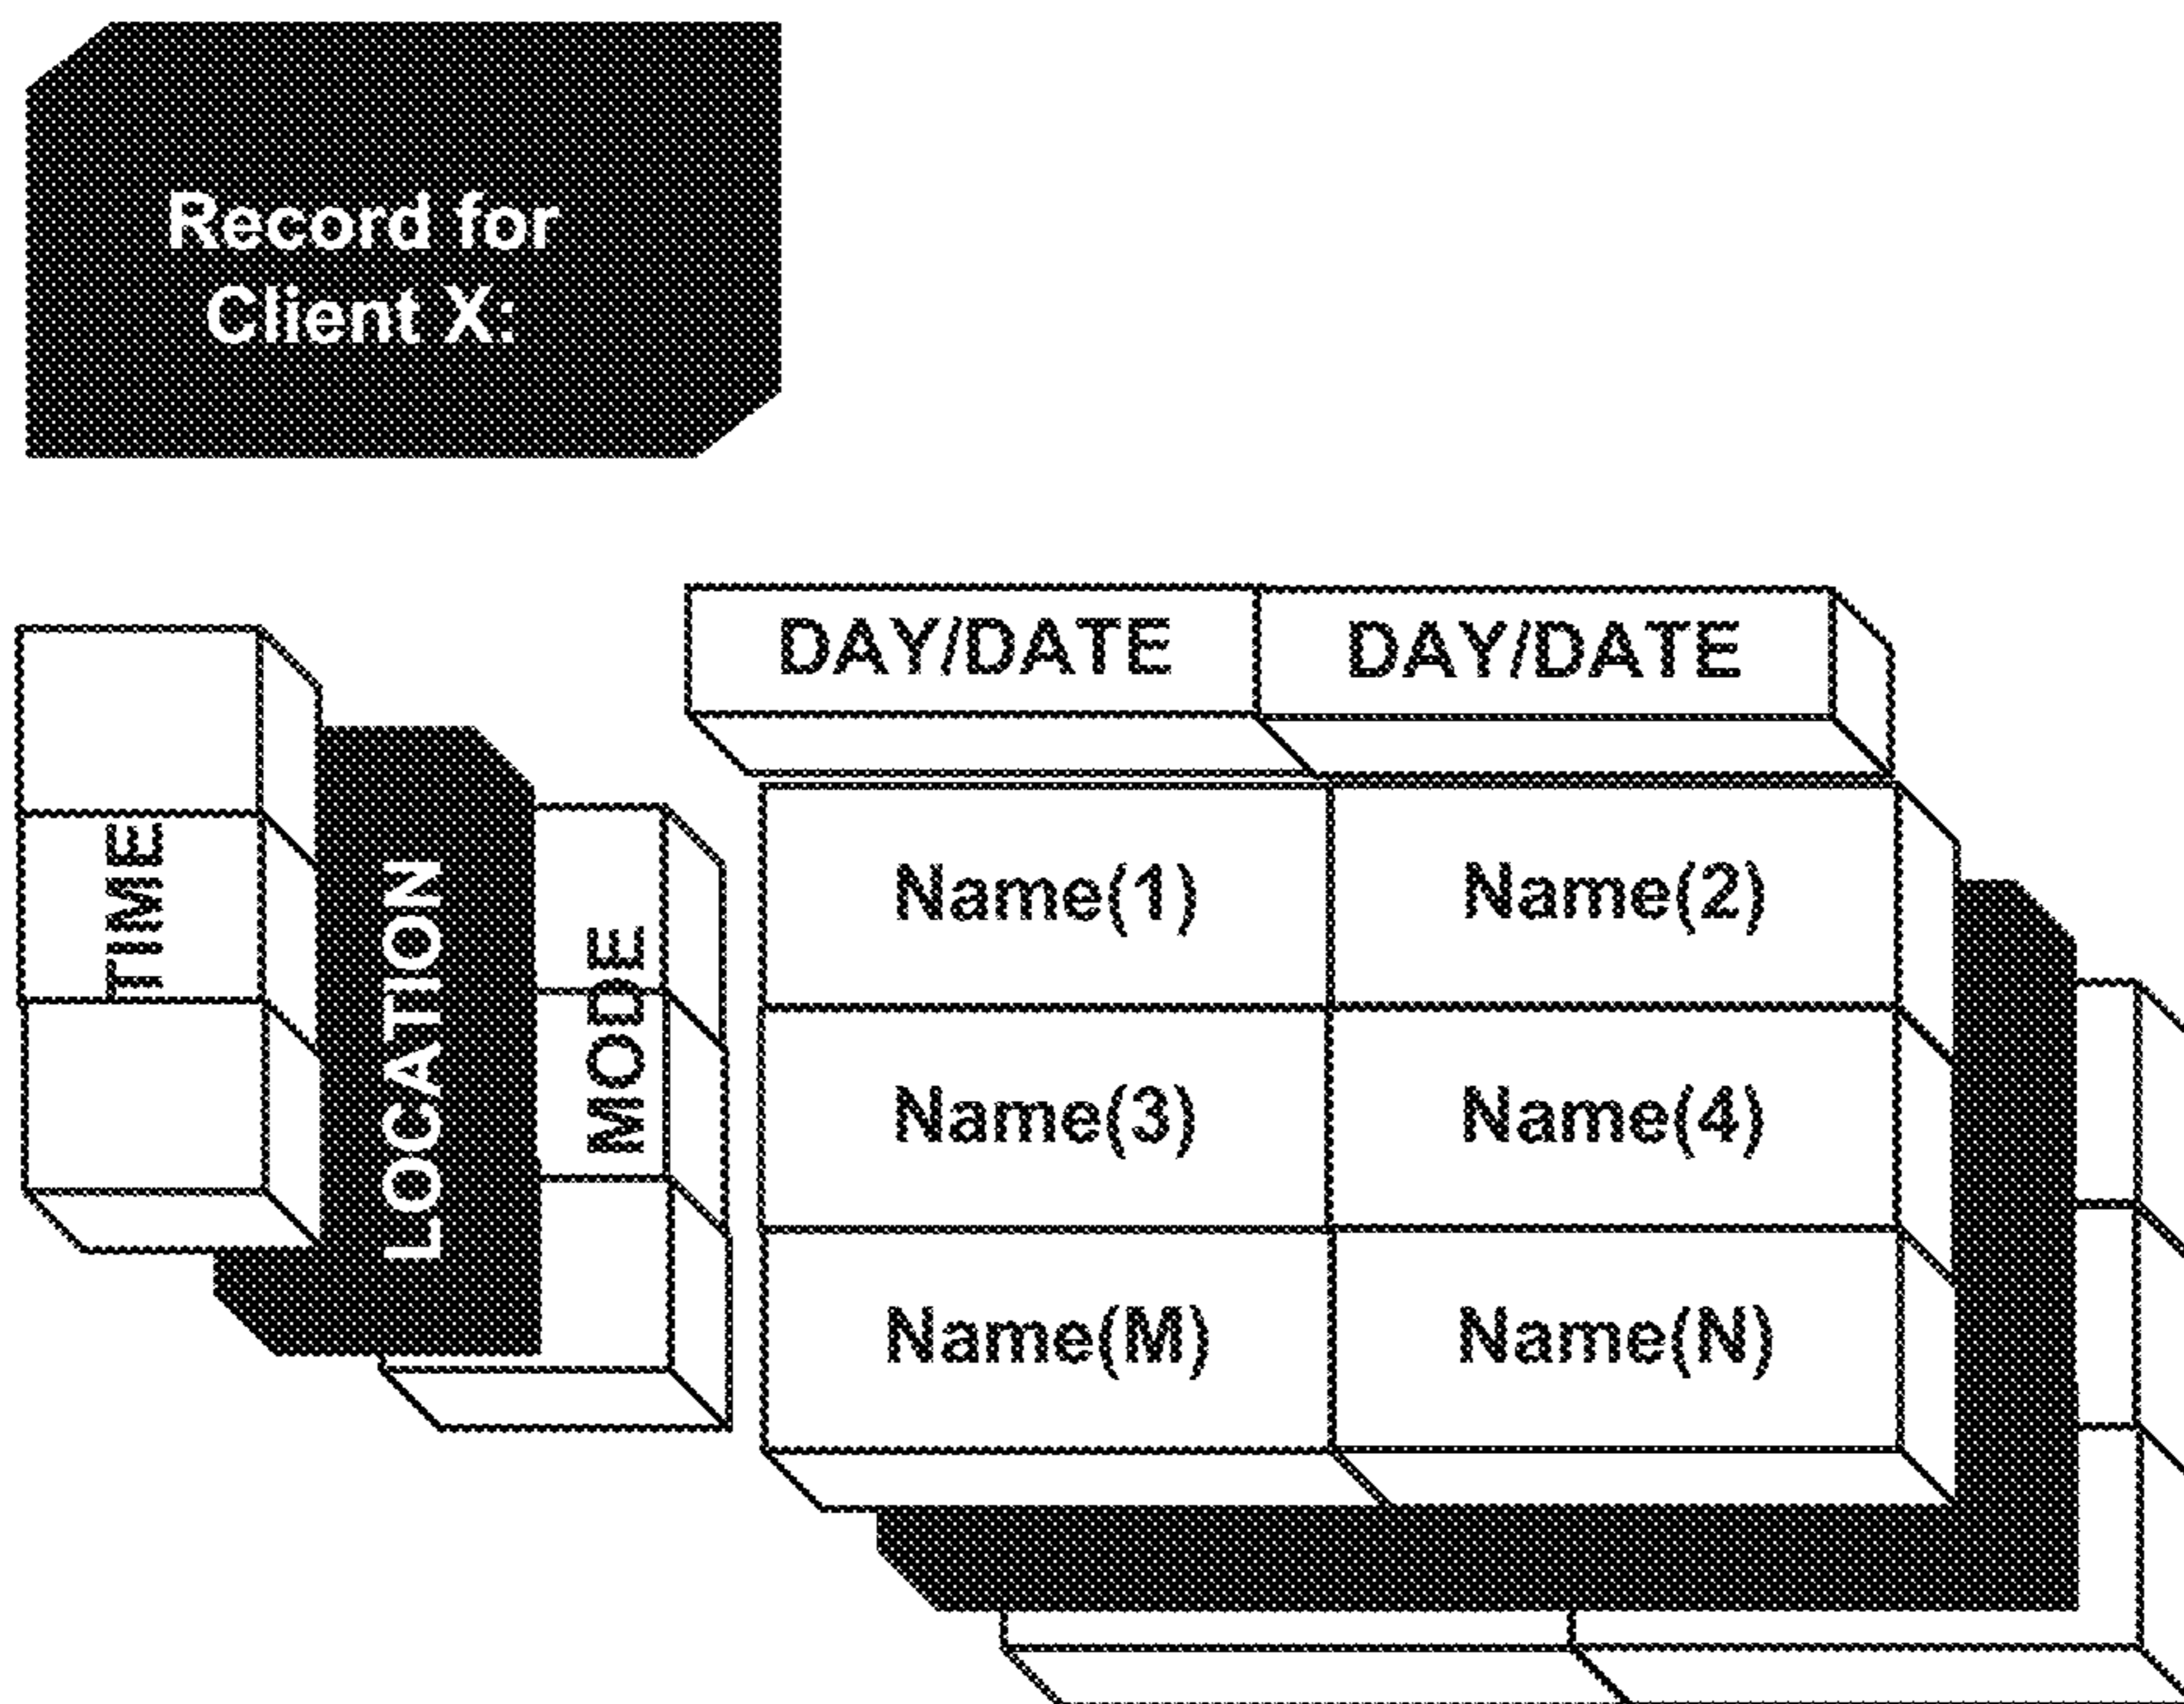 Record for
Client X:
DAY/DATE DAY/DATE
TIME
LOCATION
MODE
Name(1) Name(2)
Name(3) Name(4)
Name(M) Name(N)